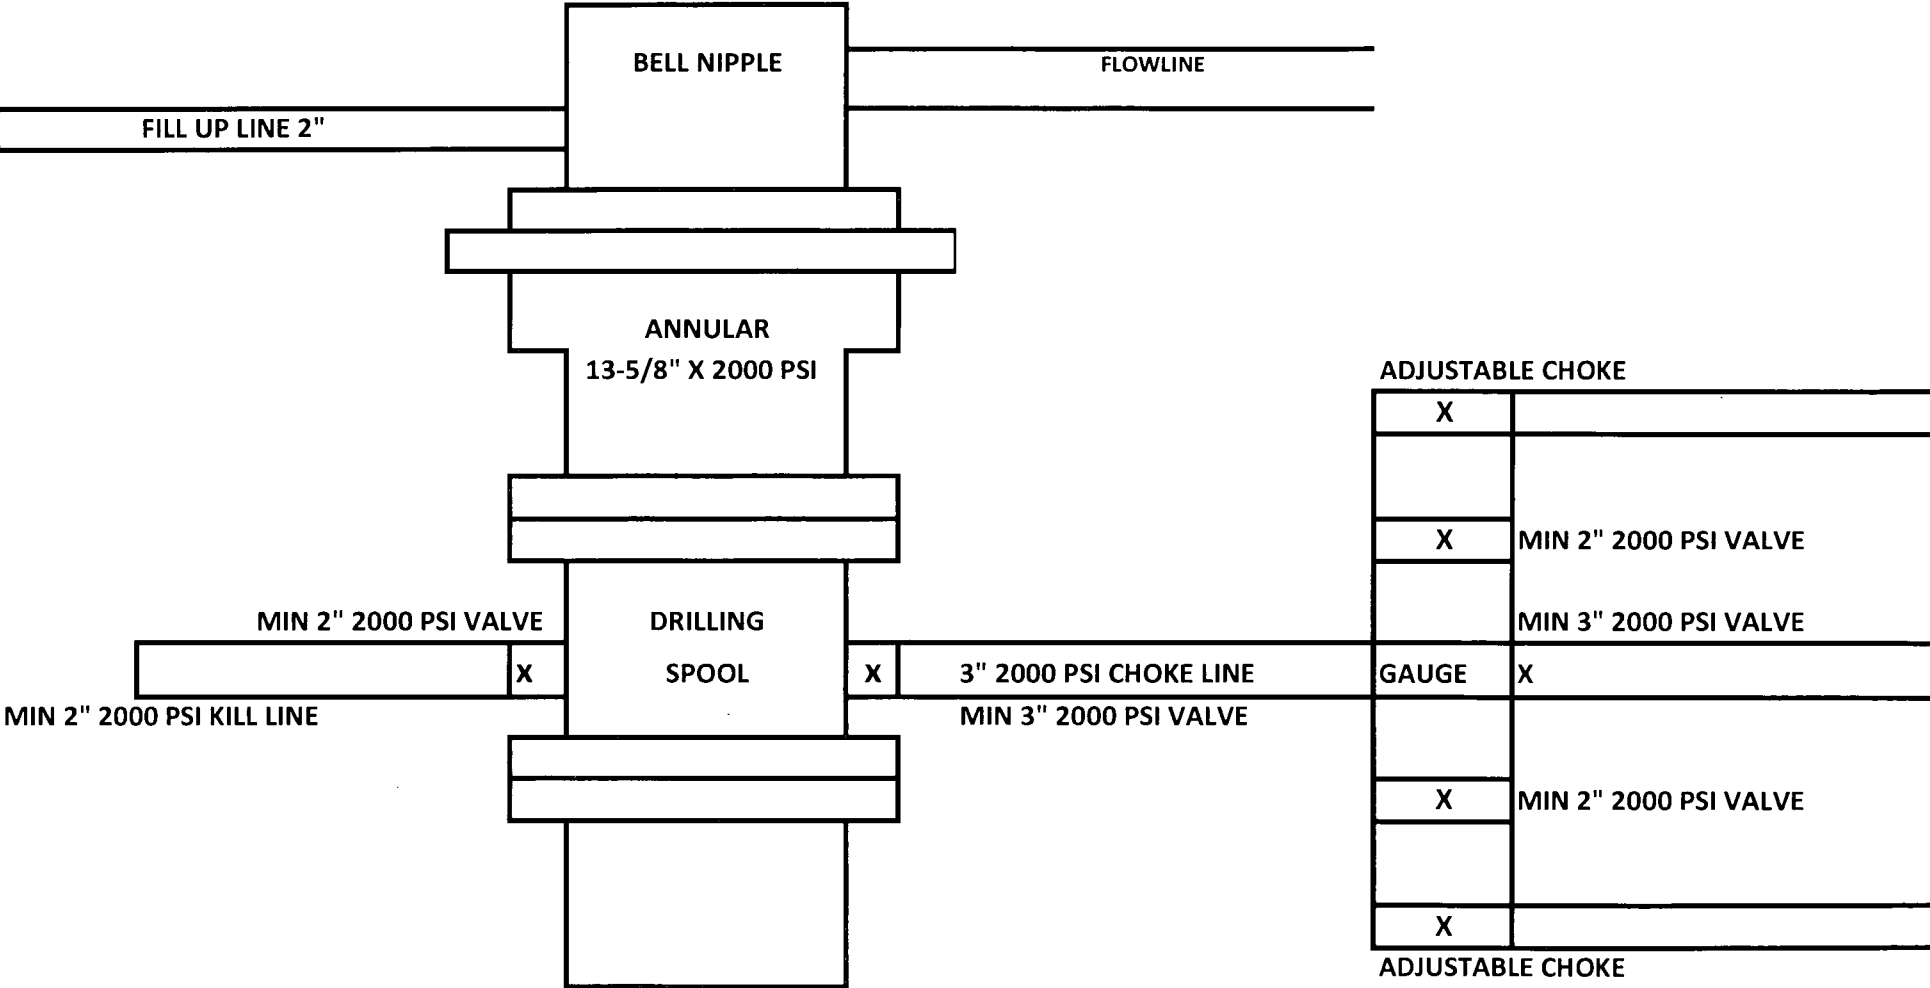 BELL NIPPLE
FLOWLINE
FILL UP LINE 2"
ANNULAR
13-5/8" X 2000 PSI
ADJUSTABLE CHOKE
X
X MIN 2" 2000 PSI VALVE
MIN 2" 2000 PSI VALVE DRILLING MIN 3" 2000 PSI VALVE
X SPOOL X 3" 2000 PSI CHOKE LINE GAUGE X
MIN 2" 2000 PSI KILL LINE MIN 3" 2000 PSI VALVE
X MIN 2" 2000 PSI VALVE
X
ADJUSTABLE CHOKE